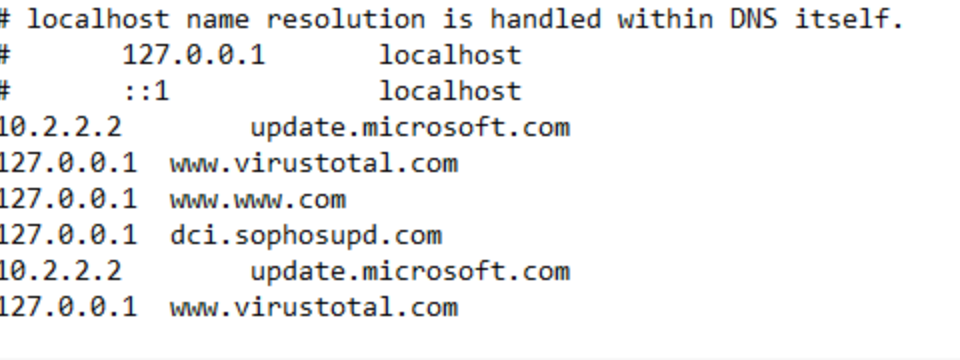 # localhost name resolution is handled within DNS itself.
#       127.0.0.1       localhost
#       ::1             localhost
10.2.2.2        update.microsoft.com
127.0.0.1  www.virustotal.com
127.0.0.1  www.www.com
127.0.0.1  dci.sophosupd.com
10.2.2.2        update.microsoft.com
127.0.0.1  www.virustotal.com